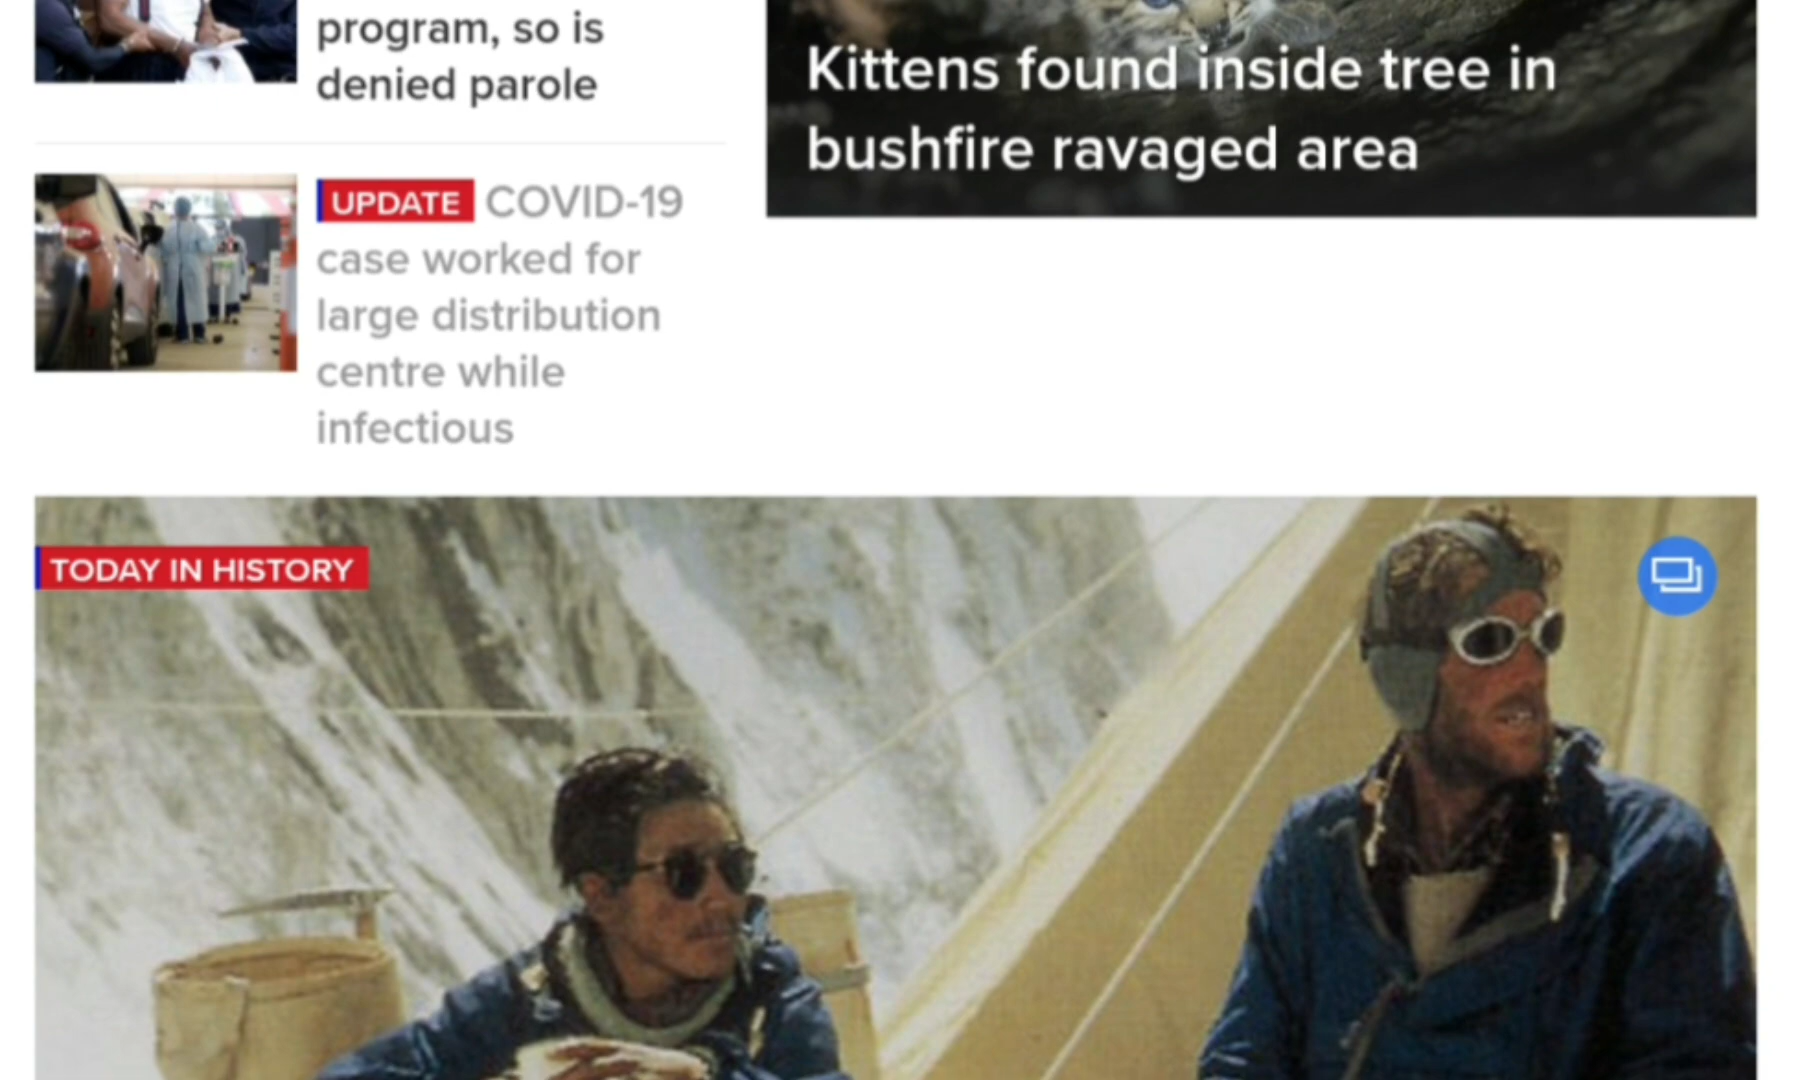 program, so is
denied parole
UPDATE COVID-19
case worked for
large distribution
centre while
infectious
Kittens found inside tree in
bushfire ravaged area
TODAY IN HISTORY